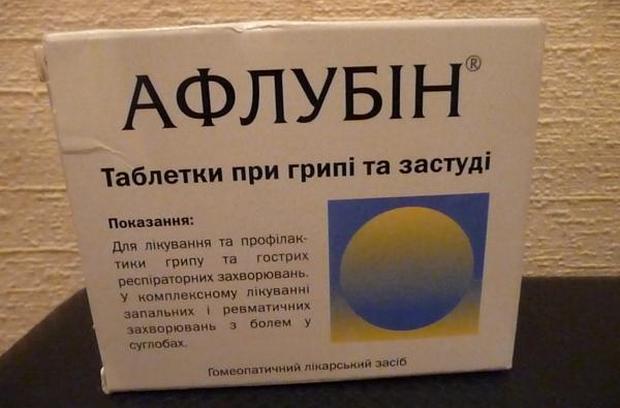 АФЛУБІН®
Таблетки при грипі та застуді
Показання:
Для лікування та профілак-
тики грипу та гострих
респіраторних захворювань.
У комплексному лікуванні
запальних і ревматичних
захворювань з болем у
суглобах.
Гомеопатичний лікарський засіб